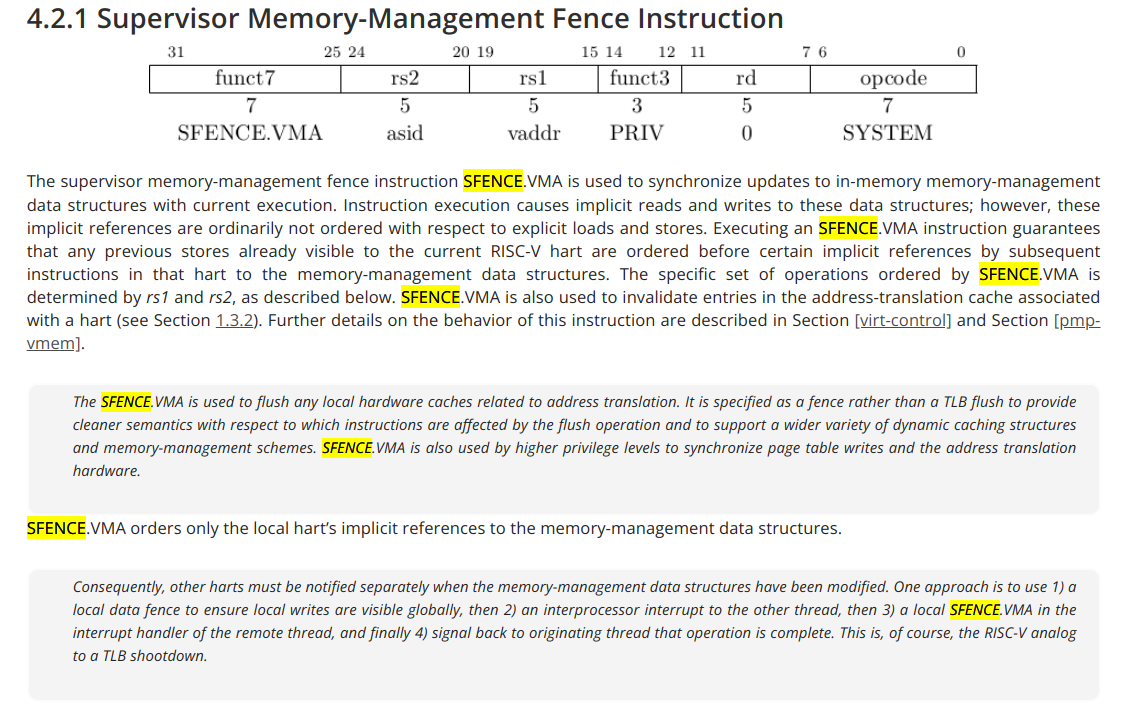 4.2.1 Supervisor Memory-Management Fence Instruction
31 25 24 20 19 15 14 12 11 7 6 0
funct7 rs2 rs1 funct3 rd opcode
7 5 5 3 5 7
SFENCE.VMA asid vaddr PRIV 0 SYSTEM
The supervisor memory-management fence instruction SFENCE.VMA is used to synchronize updates to in-memory memory-management
data structures with current execution. Instruction execution causes implicit reads and writes to these data structures; however, these
implicit references are ordinarily not ordered with respect to explicit loads and stores. Executing an SFENCE.VMA instruction guarantees
that any previous stores already visible to the current RISC-V hart are ordered before certain implicit references by subsequent
instructions in that hart to the memory-management data structures. The specific set of operations ordered by SFENCE.VMA is
determined by rs1 and rs2, as described below. SFENCE.VMA is also used to invalidate entries in the address-translation cache associated
with a hart (see Section 1.3.2). Further details on the behavior of this instruction are described in Section [virt-control] and Section [pmp-
vmem].
The SFENCE.VMA is used to flush any local hardware caches related to address translation. It is specified as a fence rather than a TLB flush to provide
cleaner semantics with respect to which instructions are affected by the flush operation and to support a wider variety of dynamic caching structures
and memory-management schemes. SFENCE.VMA is also used by higher privilege levels to synchronize page table writes and the address translation
hardware.
SFENCE.VMA orders only the local hart's implicit references to the memory-management data structures.
Consequently, other harts must be notified separately when the memory-management data structures have been modified. One approach is to use 1) a
local data fence to ensure local writes are visible globally, then 2) an interprocessor interrupt to the other thread, then 3) a local SFENCE.VMA in the
interrupt handler of the remote thread, and finally 4) signal back to originating thread that operation is complete. This is, of course, the RISC-V analog
to a TLB shootdown.